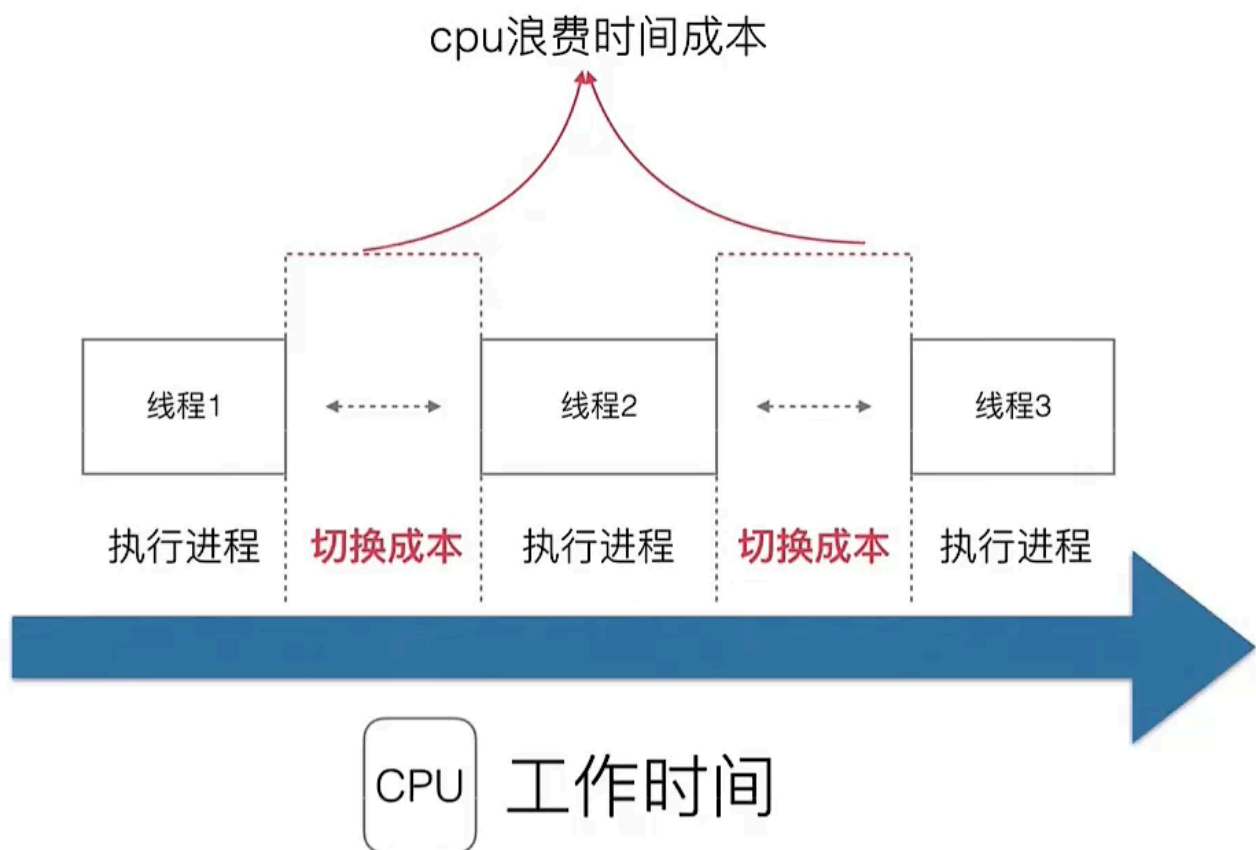 cpu浪费时间成本
线程1
线程2
线程3
执行进程
切换成本
执行进程
切换成本
执行进程
CPU
工作时间